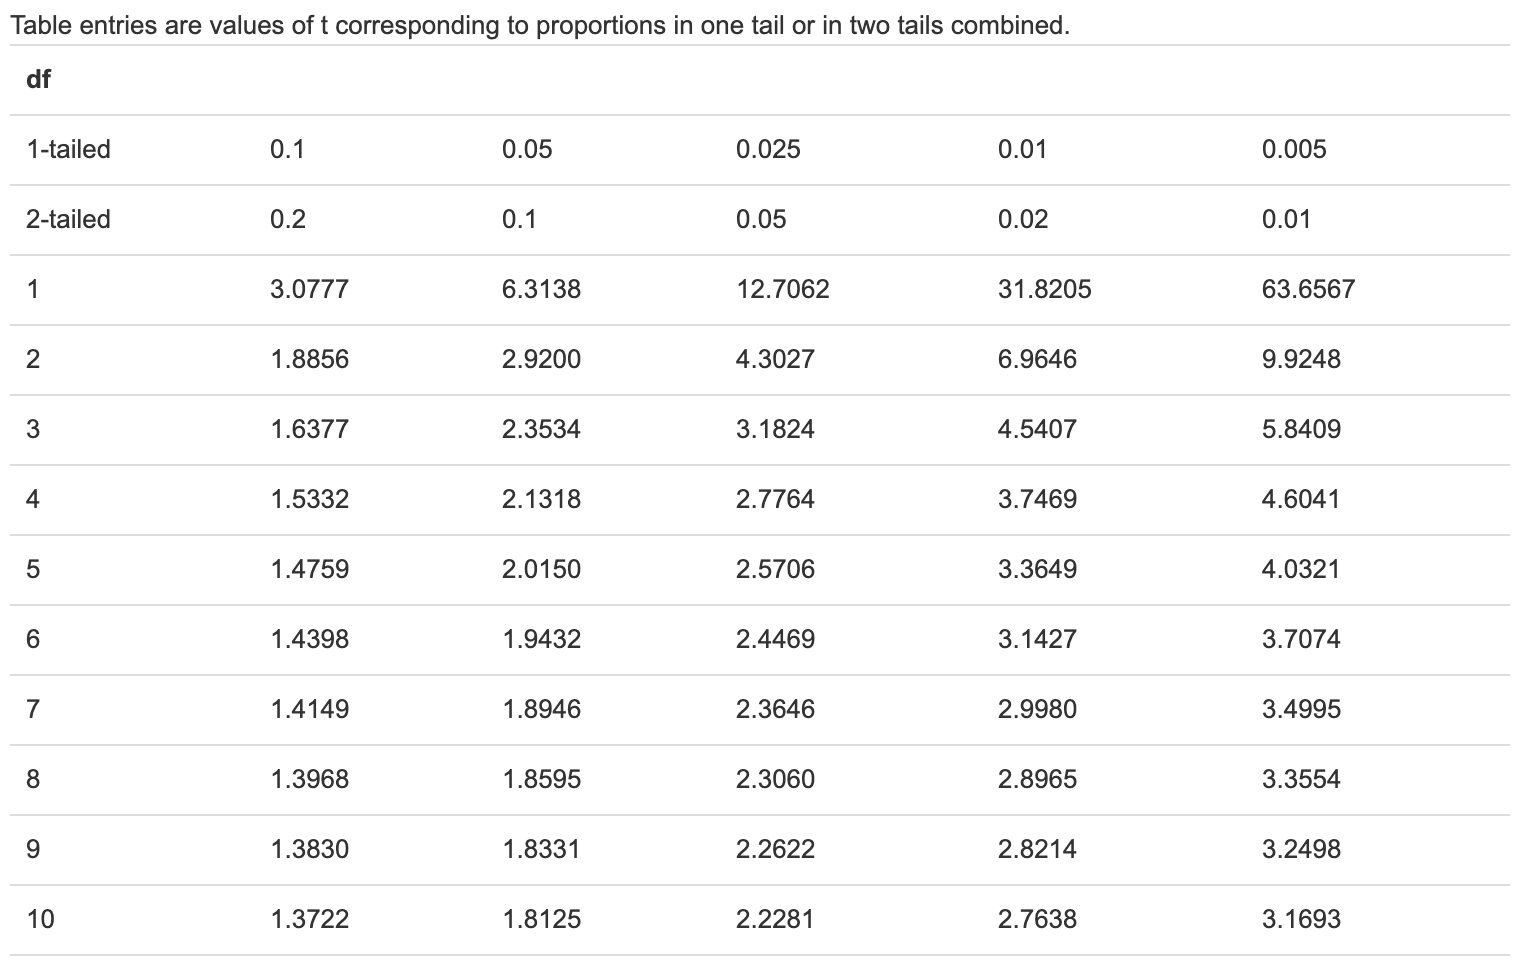 Table entries are values of t corresponding to proportions in one tail or in two tails combined.
df
1-tailed 0.1 0.05 0.025 0.01 0.005
2-tailed 0.2 0.1 0.05 0.02 0.01
1 3.0777 6.3138 12.7062 31.8205 63.6567
2 1.8856 2.9200 4.3027 6.9646 9.9248
3 1.6377 2.3534 3.1824 4.5407 5.8409
4 1.5332 2.1318 2.7764 3.7469 4.6041
5 1.4759 2.0150 2.5706 3.3649 4.0321
6 1.4398 1.9432 2.4469 3.1427 3.7074
7 1.4149 1.8946 2.3646 2.9980 3.4995
8 1.3968 1.8595 2.3060 2.8965 3.3554
9 1.3830 1.8331 2.2622 2.8214 3.2498
10 1.3722 1.8125 2.2281 2.7638 3.1693